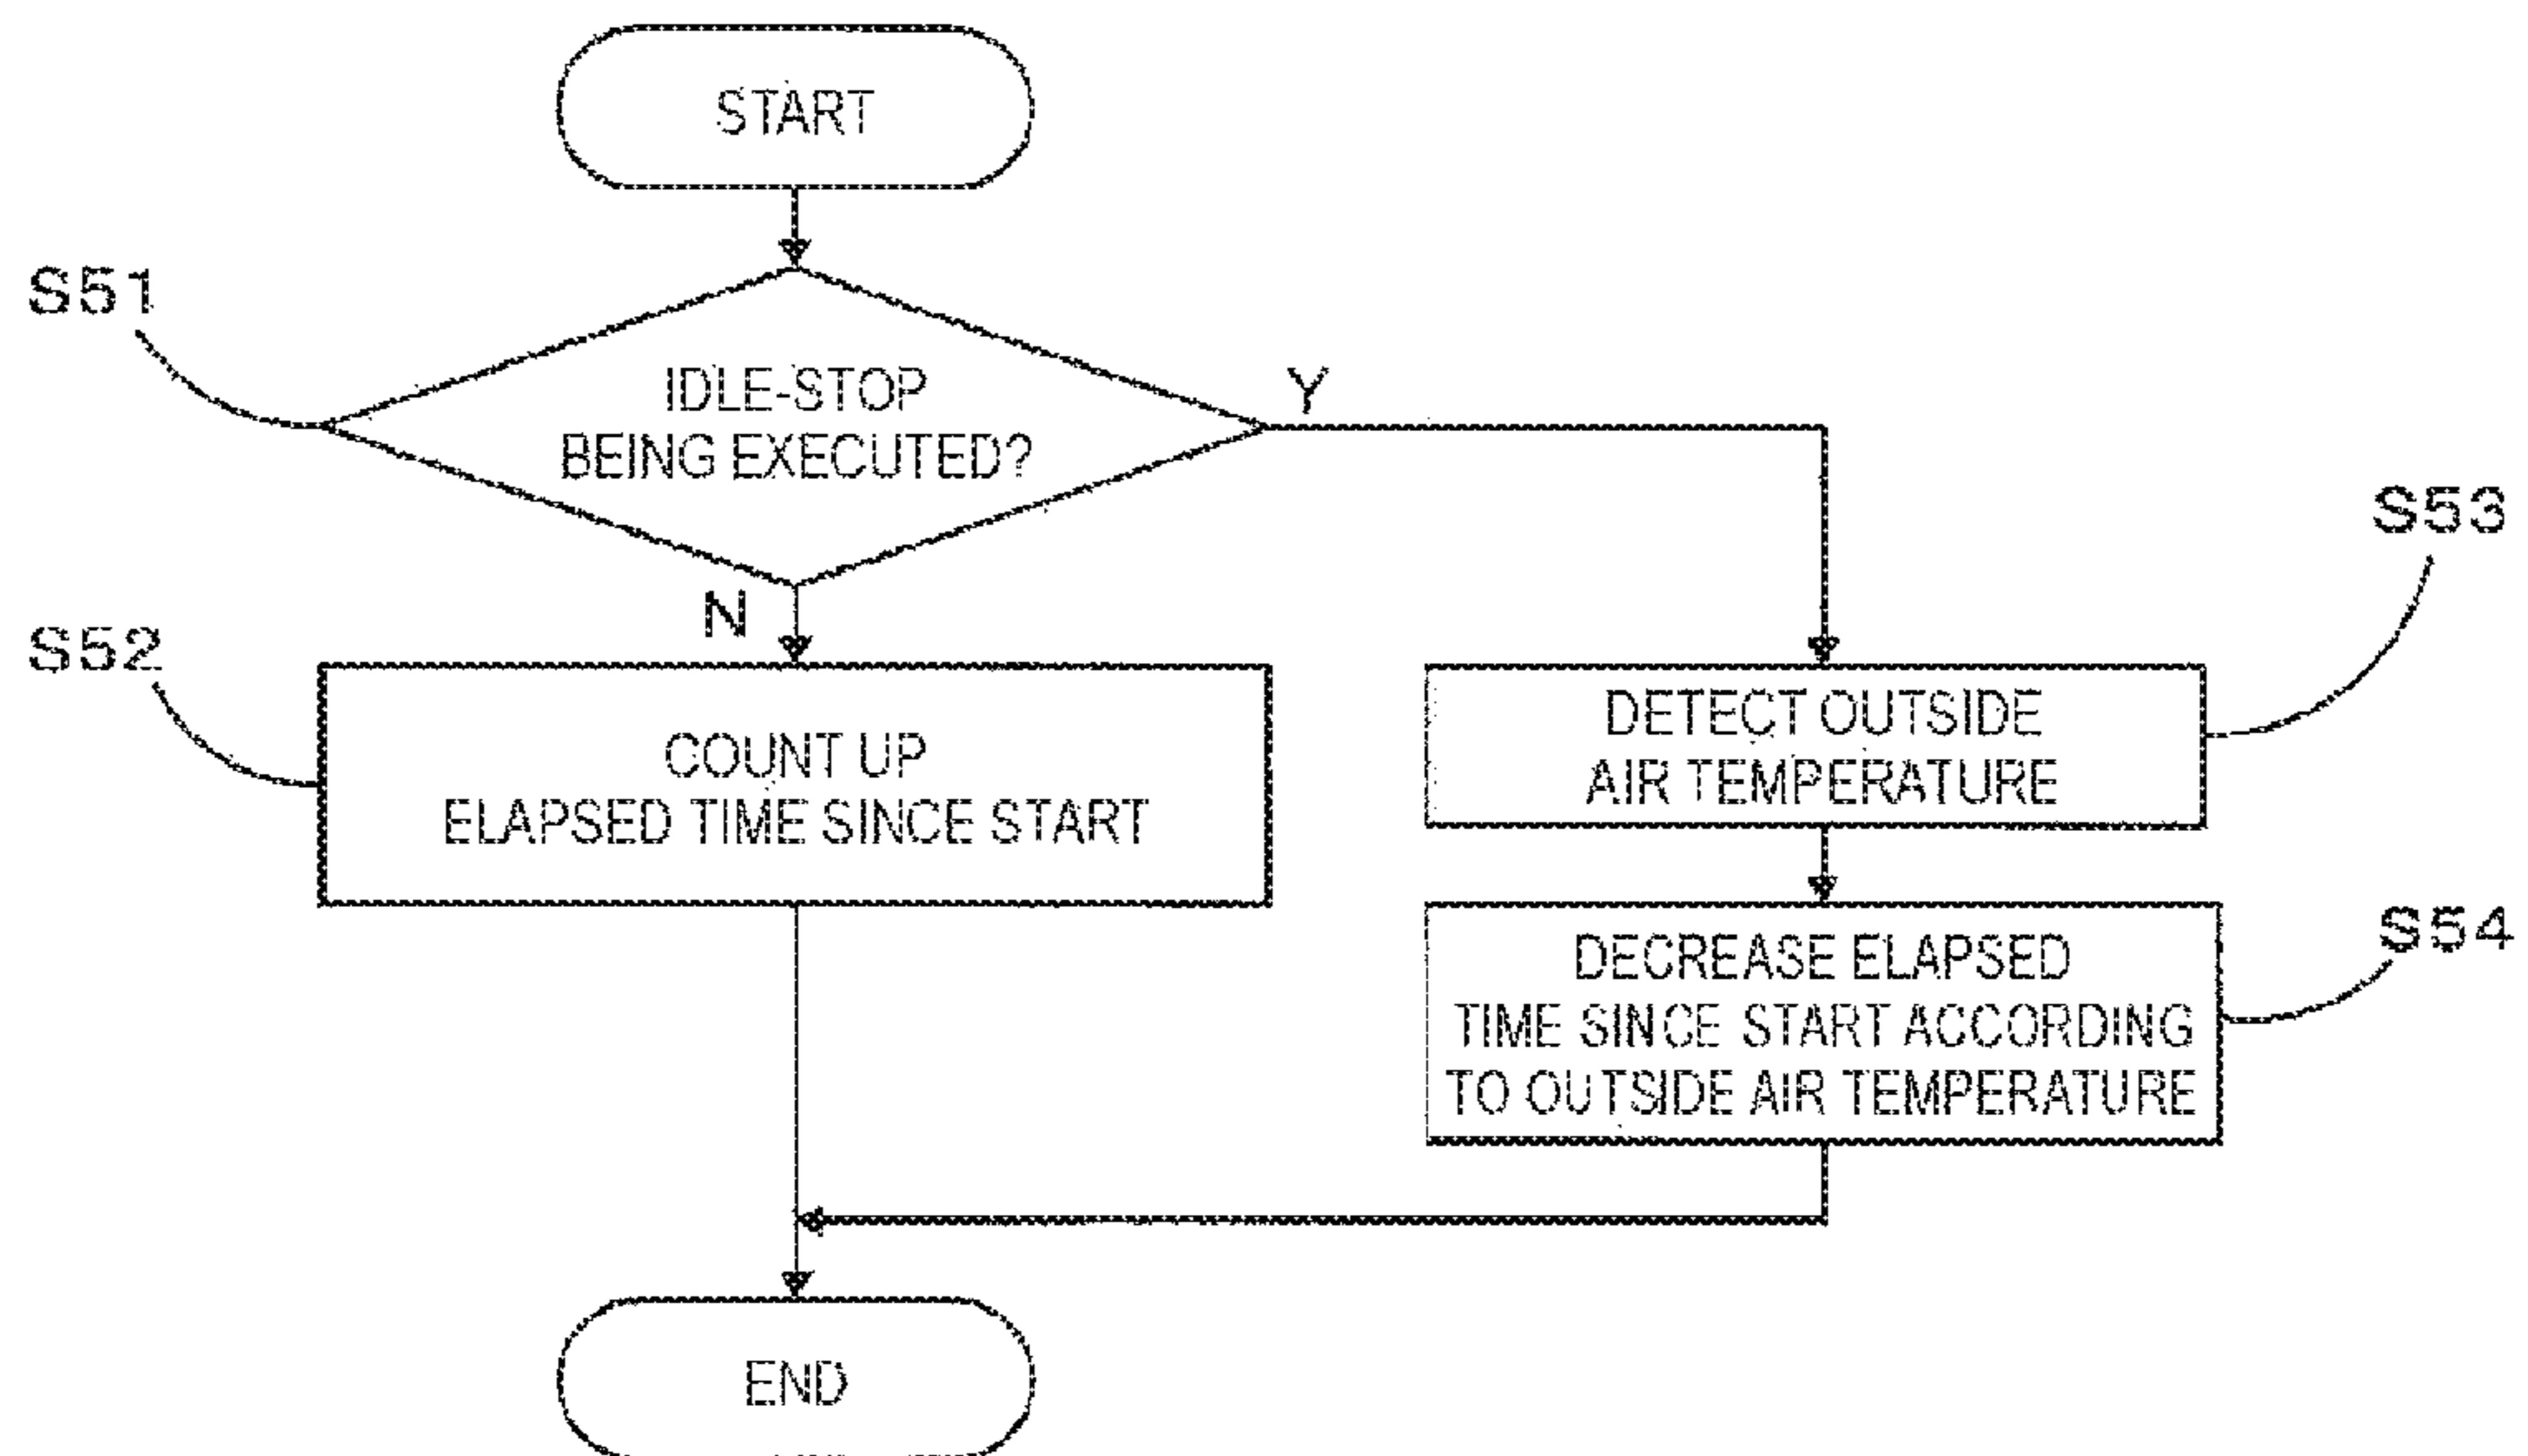 START
S51
IDLE-STOP
BEING EXECUTED?
Y
N
S52
COUNT UP
ELAPSED TIME SINCE START
S53
DETECT OUTSIDE
AIR TEMPERATURE
S54
DECREASE ELAPSED
TIME SINCE START ACCORDING
TO OUTSIDE AIR TEMPERATURE
END